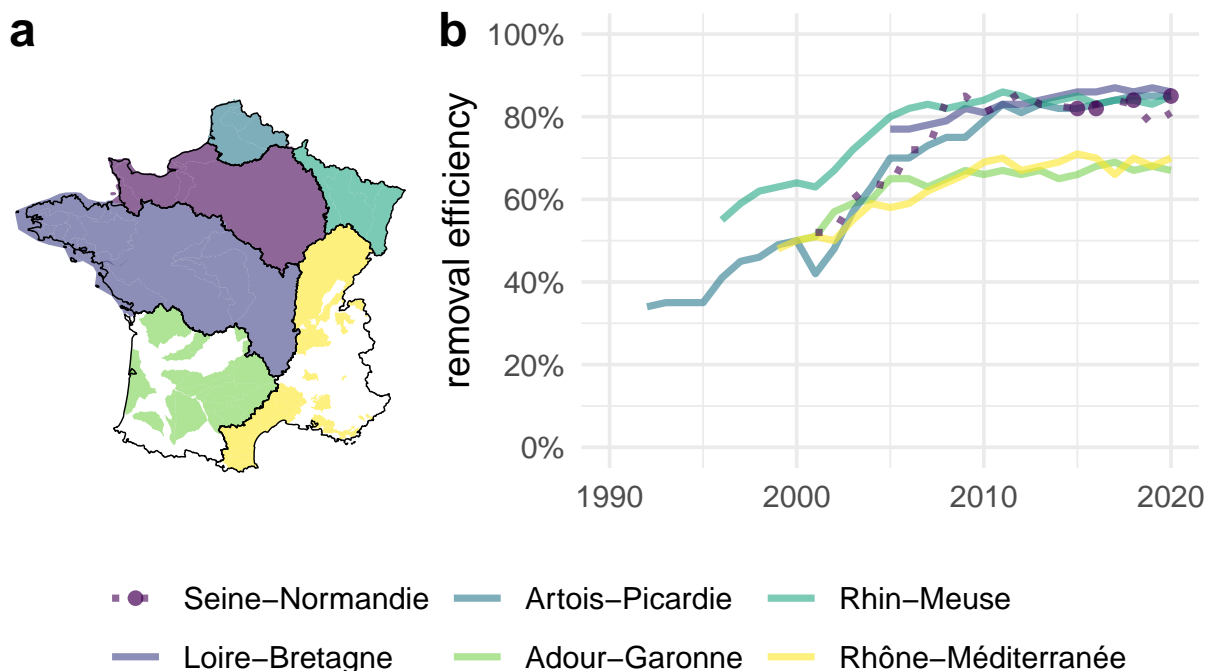 a
b
100%
80%
60%
40%
20%
0%
removal efficiency
1990 2000 2010 2020
Seine−Normandie Artois−Picardie Rhin−Meuse
Loire−Bretagne Adour−Garonne Rhône−Méditerranée